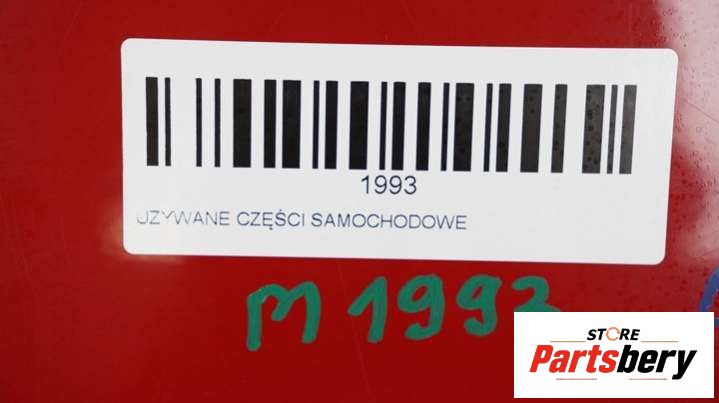 1993
UZYWANE CZĘŚCI SAMOCHODOWE
M 1993
STORE
Partsbery